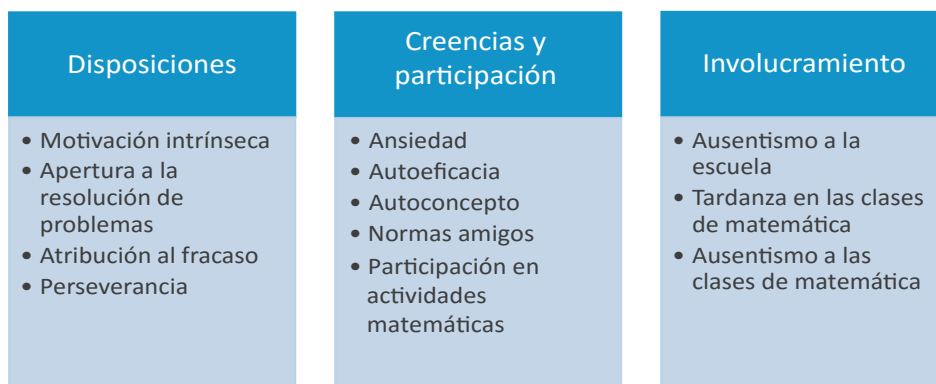 Disposiciones
• Motivación intrínseca
• Apertura a la
resolución de
problemas
• Atribución al fracaso
• Perseverancia
Creencias y
participación
• Ansiedad
• Autoeficacia
• Autoconcepto
• Normas amigos
• Participación en
actividades
matemáticas
Involucramiento
• Ausentismo a la
escuela
• Tardanza en las clases
de matemática
• Ausentismo a las
clases de matemática